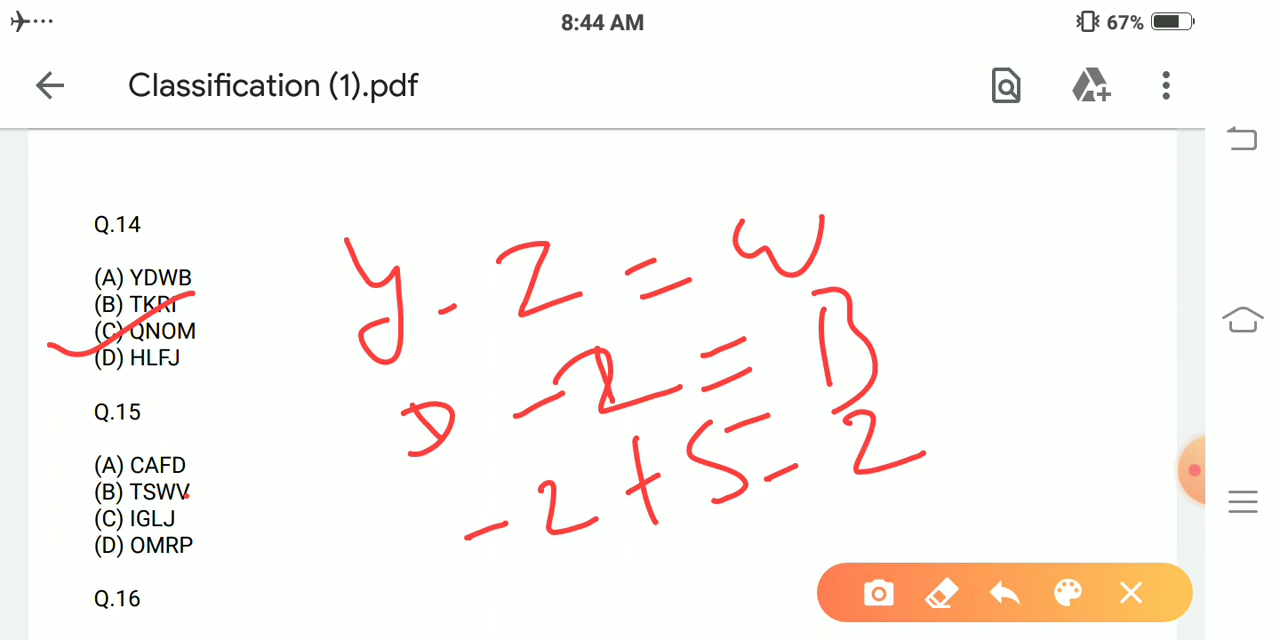 8:44 AM
67%
Classification (1).pdf
Q.14
(A) YDWB
(B) TKRI
(C) QNOM
(D) HLFJ
y - 2 = W
D - 2 = B
- 2 + 5 = 2
Q.15
(A) CAFD
(B) TSWV
(C) IGLJ
(D) OMRP
Q.16